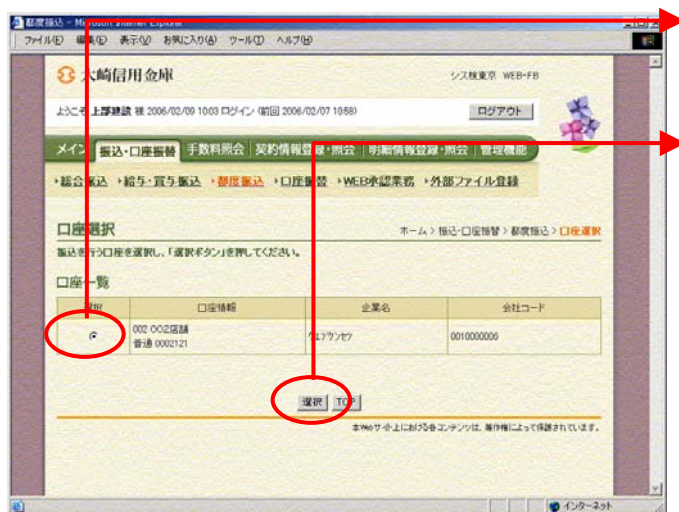 都度振込 - Microsoft Internet Explorer
ファイル(F) 編集(E) 表示(V) お気に入り(A) ツール(T) ヘルプ(H)
大崎信用金庫
シス検東京 WEB-FB
ようこそ 上部建設 様 2006/02/09 10:03 ログイン (前回 2006/02/07 10:59)
ログアウト
メイン 振込・口座振替 手数料照会 契約情報登録・照会 明細情報登録・照会 管理機能
総合振込 給与・賞与振込 都度振込 口座振替 WEB承認業務 外部ファイル登録
口座選択
ホーム > 振込・口座振替 > 都度振込 > 口座選択
振込を行う口座を選択し、「選択ボタン」を押してください。
口座一覧
選択 口座情報 企業名 会社コード
002 002店舗
普通 0002121
0010000006
選択 TOP
本Webサイト上における各コンテンツは、著作権によって保護されています。
インターネット